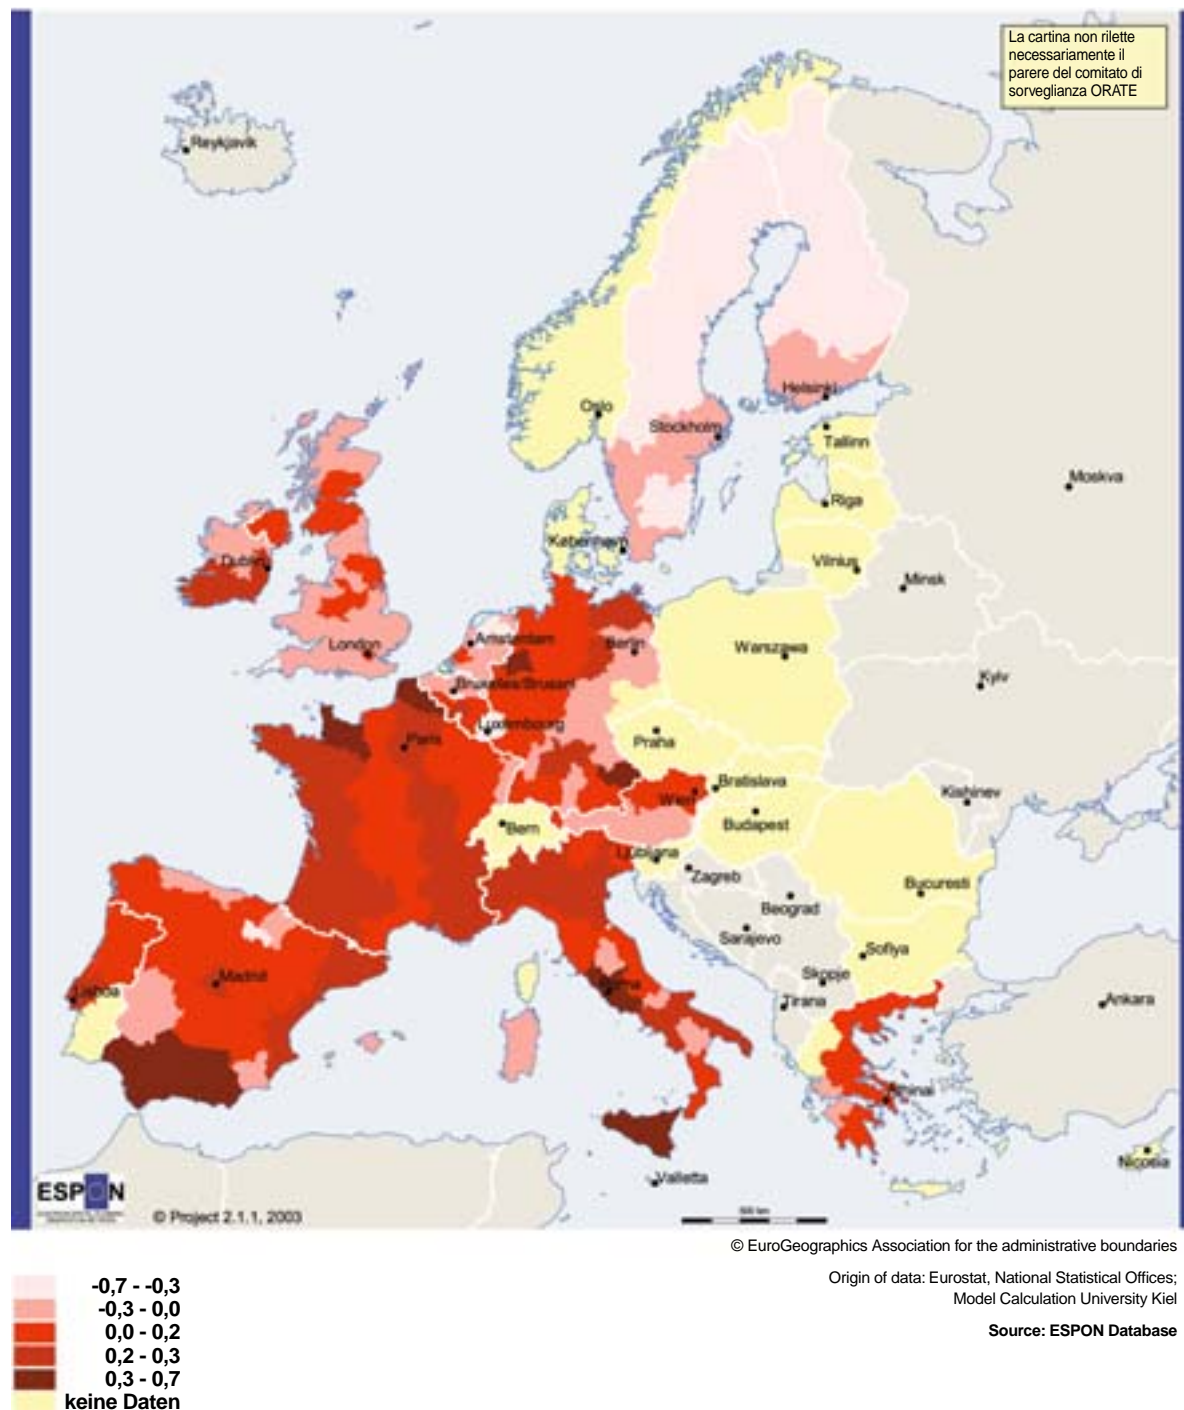 La cartina non rilette
necessariamente il
parere del comitato di
sorveglianza ORATE
Reykjavik
Oslo
Helsinki
Stockholm
Tallinn
Moskva
Riga
København
Vilnius
Dublin
Minsk
London
Amsterdam
Berlin
Warszawa
Bruxelles/Brussel
Kyiv
Luxembourg
Paris
Praha
Bratislava
Kishinev
Wien
Bern
Budapest
Ljubljana
Zagreb
Bucuresti
Beograd
Sarajevo
Sofiya
Madrid
Skopje
Lisboa
Roma
Tirana
Ankara
Athinai
Nicosia
Valletta
ESPON
© Project 2.1.1, 2003
500 km
© EuroGeographics Association for the administrative boundaries
Origin of data: Eurostat, National Statistical Offices;
Model Calculation University Kiel
Source: ESPON Database
-0,7 - -0,3
-0,3 - 0,0
0,0 - 0,2
0,2 - 0,3
0,3 - 0,7
keine Daten